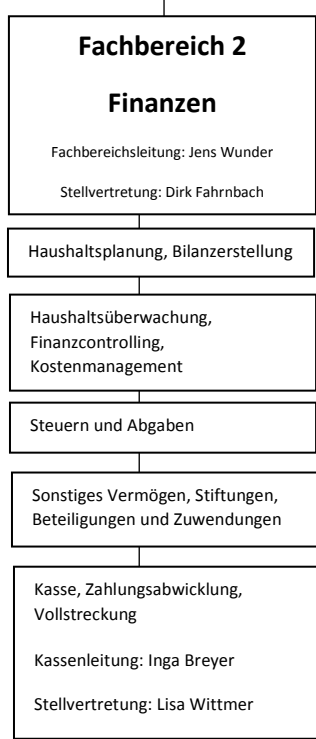 Fachbereich 2
Finanzen
Fachbereichsleitung: Jens Wunder
Stellvertretung: Dirk Fahrnbach
Haushaltsplanung, Bilanzerstellung
Haushaltsüberwachung,
Finanzcontrolling,
Kostenmanagement
Steuern und Abgaben
Sonstiges Vermögen, Stiftungen,
Beteiligungen und Zuwendungen
Kasse, Zahlungsabwicklung,
Vollstreckung
Kassenleitung: Inga Breyer
Stellvertretung: Lisa Wittmer